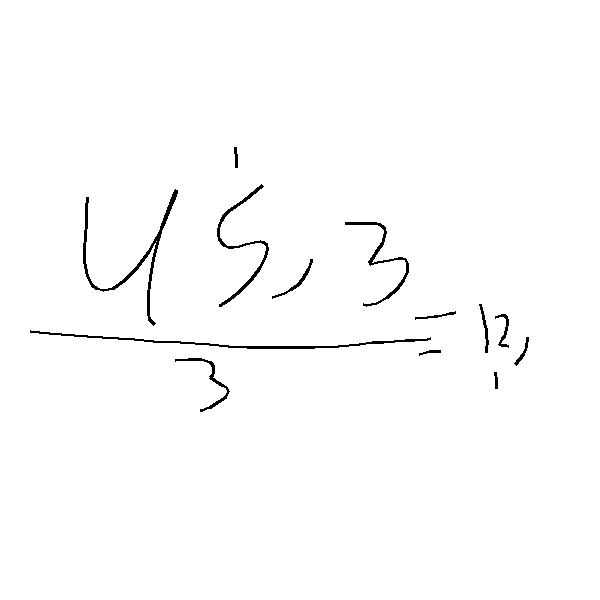 45,3
3
= 12,